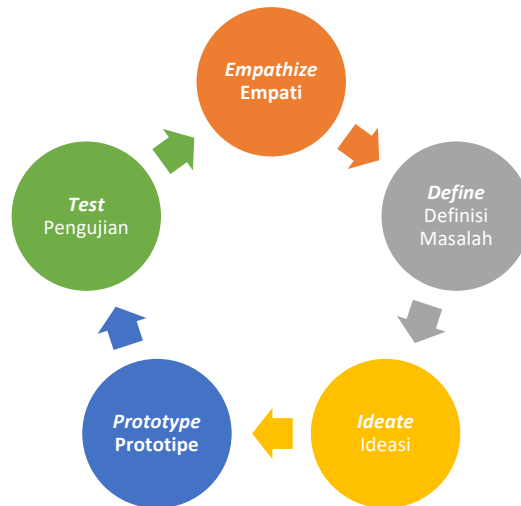 Empathize
Empati
Define
Definisi
Masalah
Ideate
Ideasi
Prototype
Prototipe
Test
Pengujian